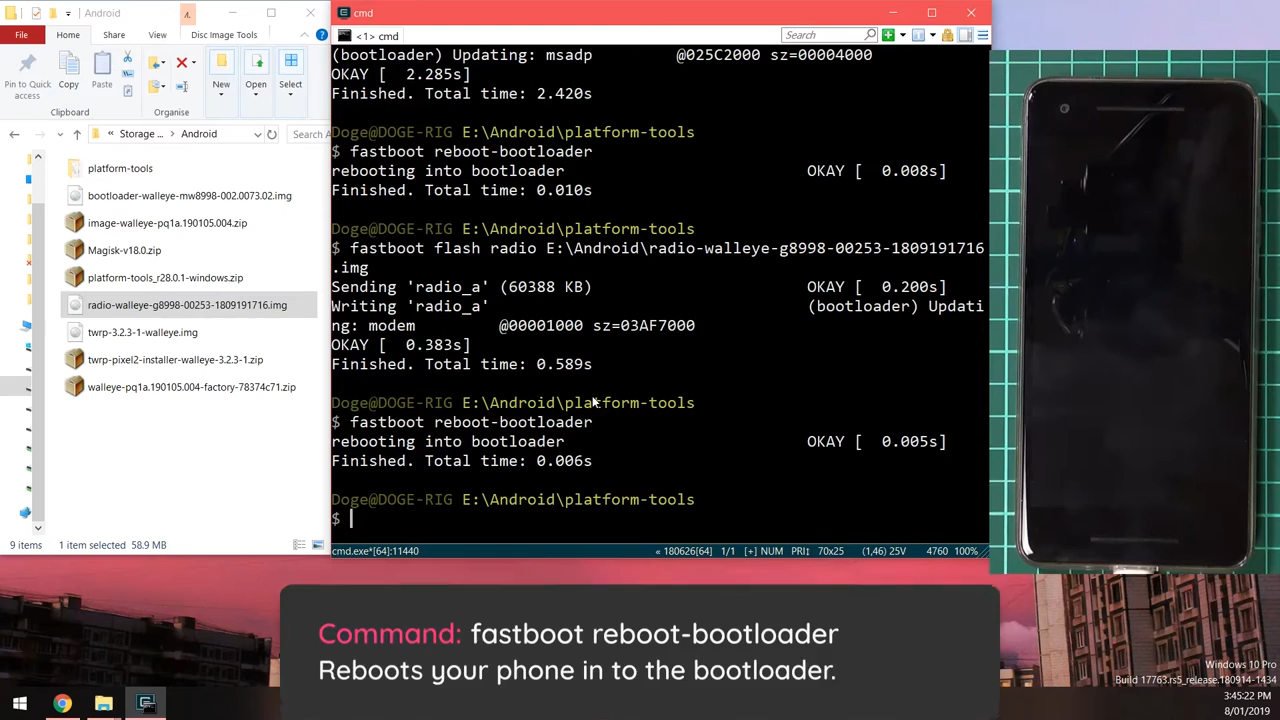 Android
File
Home
Share
View
Disc Image Tools
Pin to Quick
access
Copy
Paste
New
Open
Select
Clipboard
Organise
Storage ...
Android
Search A
platform-tools
bootloader-walleye-mw8998-002.0073.02.img
image-walleye-pq1a.190105.004.zip
Magisk-v18.0.zip
platform-tools_r28.0.1-windows.zip
radio-walleye-g8998-00253-1809191716.img
twrp-3.2.3-1-walleye.img
twrp-pixel2-installer-walleye-3.2.3-1.zip
walleye-pq1a.190105.004-factory-78374c71.zip
9 items 1 item selected 58.9 MB
cmd
<1> cmd
Search
(bootloader) Updating: msadp @025C2000 sz=00004000
OKAY [ 2.285s]
Finished. Total time: 2.420s
Doge@DOGE-RIG E:\Android\platform-tools
$ fastboot reboot-bootloader
rebooting into bootloader OKAY [ 0.008s]
Finished. Total time: 0.010s
Doge@DOGE-RIG E:\Android\platform-tools
$ fastboot flash radio E:\Android\radio-walleye-g8998-00253-1809191716
.img
Sending 'radio_a' (60388 KB) OKAY [ 0.200s]
Writing 'radio_a' (bootloader) Updati
ng: modem @00001000 sz=03AF7000
OKAY [ 0.383s]
Finished. Total time: 0.589s
Doge@DOGE-RIG E:\Android\platform-tools
$ fastboot reboot-bootloader
rebooting into bootloader OKAY [ 0.005s]
Finished. Total time: 0.006s
Doge@DOGE-RIG E:\Android\platform-tools
$
cmd.exe*[64]:11440 « 180626[64] 1/1 [+] NUM PRI↕ 70x25 (1,46) 25V 4760 100%
Command: fastboot reboot-bootloader
Reboots your phone in to the bootloader.
Windows 10 Pro
Build 17763.rs5_release.180914-1434
3:45:22 PM
8/01/2019